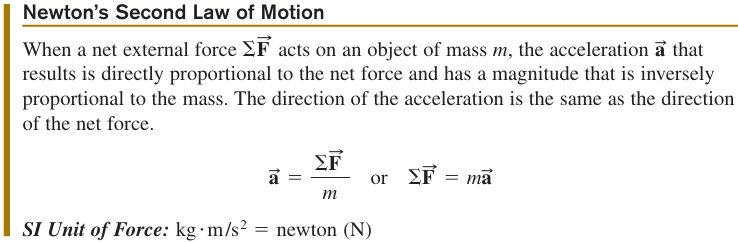 Newton's Second Law of Motion
When a net external force ΣF⃗ acts on an object of mass m, the acceleration a⃗ that
results is directly proportional to the net force and has a magnitude that is inversely
proportional to the mass. The direction of the acceleration is the same as the direction
of the net force.
a⃗ = ΣF⃗ / m or ΣF⃗ = ma⃗
SI Unit of Force: kg · m/s² = newton (N)